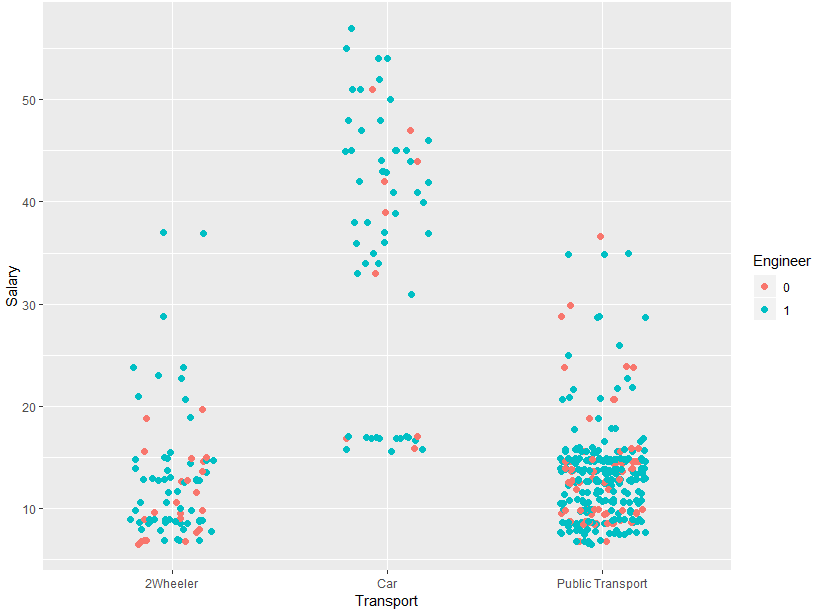 50
40
30
20
10
Salary
2Wheeler
Car
Public Transport
Transport
Engineer
0
1